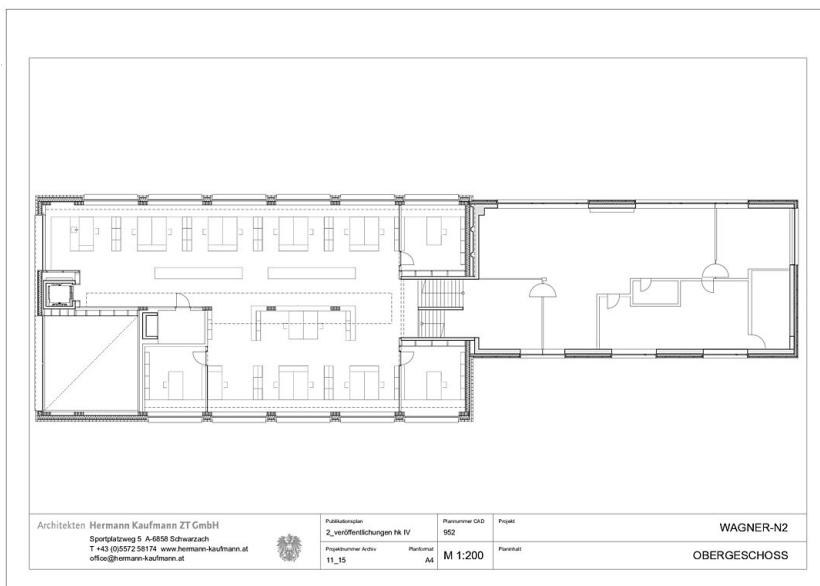 Architekten Hermann Kaufmann ZT GmbH
Sportplatzweg 5 A-6858 Schwarzach
T +43 (0)5572 58174 www.hermann-kaufmann.at
office@hermann-kaufmann.at
Publikationsplan
2_veröffentlichungen hk IV
Projektnummer Archiv Planformat
11_15 A4
Plannummer CAD
952
M 1:200
Projekt
WAGNER-N2
Planinhalt
OBERGESCHOSS